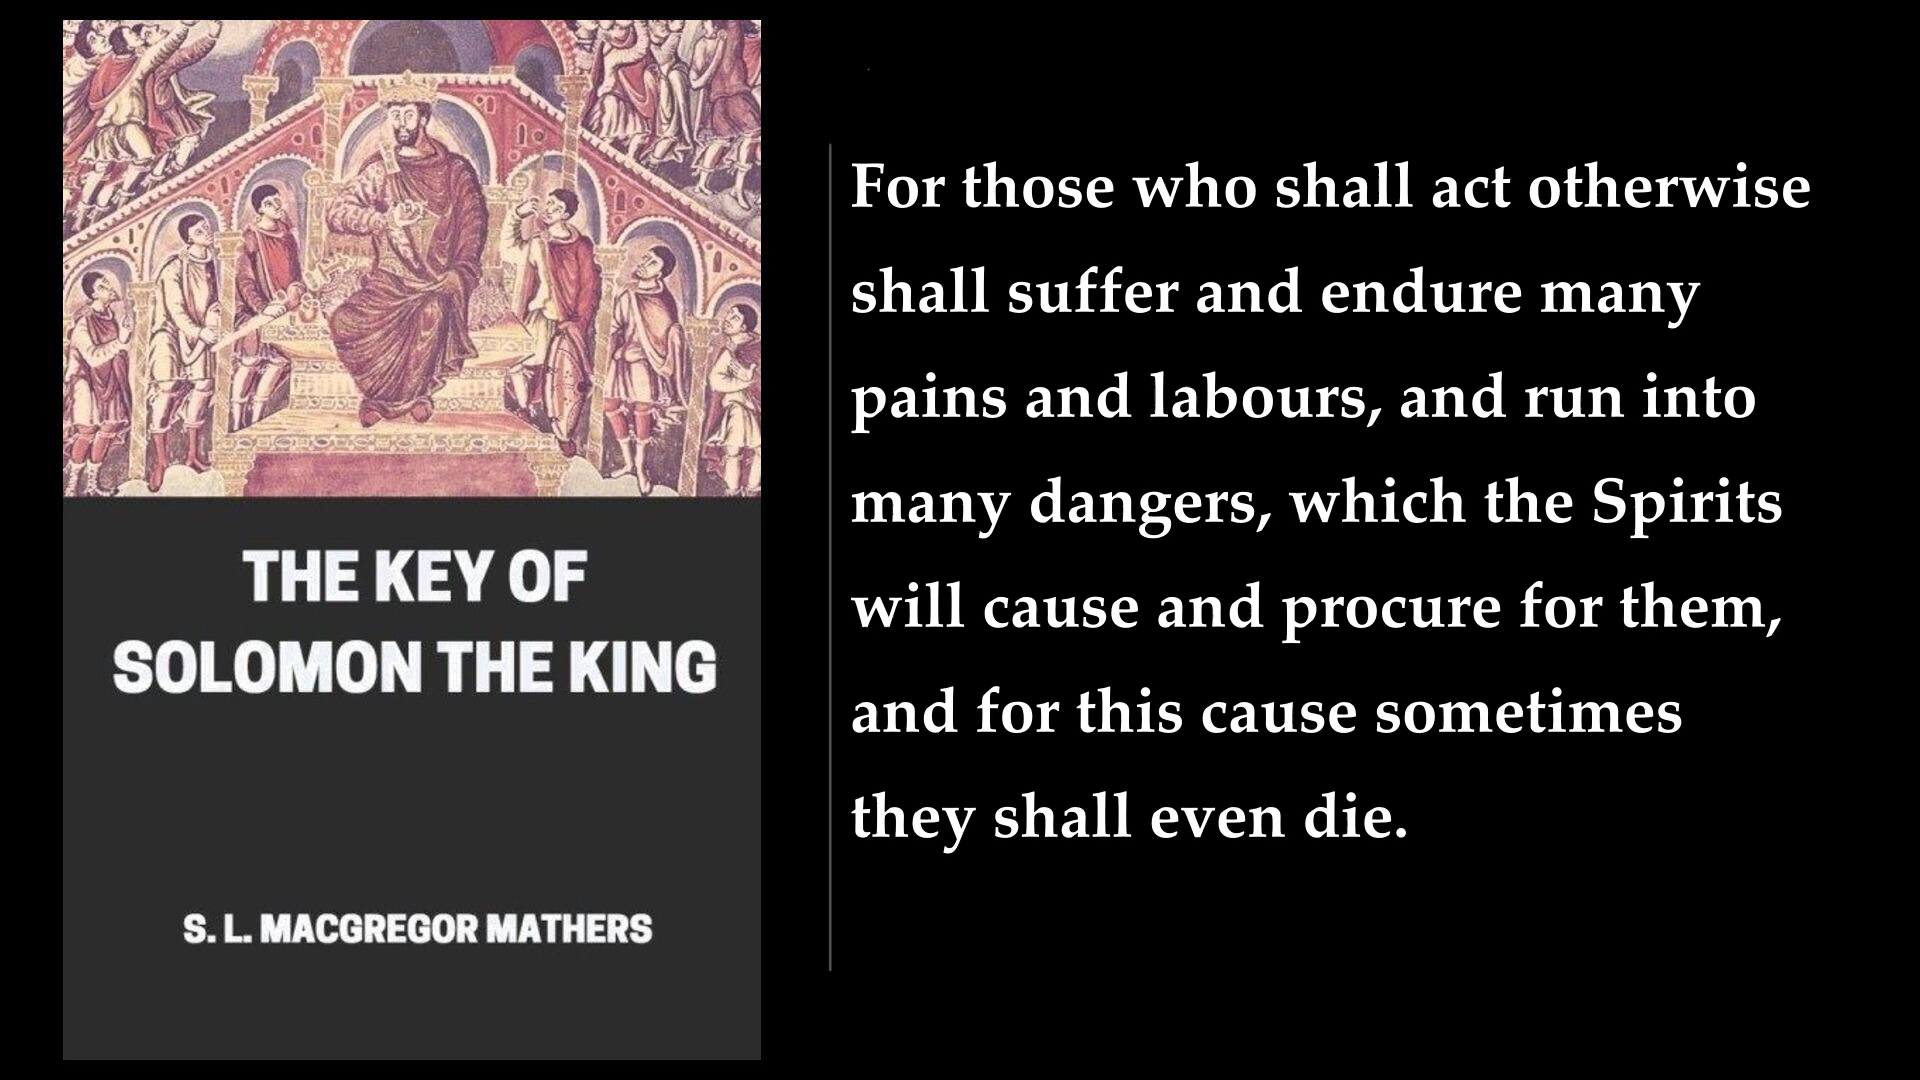 THE KEY OF
SOLOMON THE KING
S. L. MACGREGOR MATHERS
For those who shall act otherwise
shall suffer and endure many
pains and labours, and run into
many dangers, which the Spirits
will cause and procure for them,
and for this cause sometimes
they shall even die.